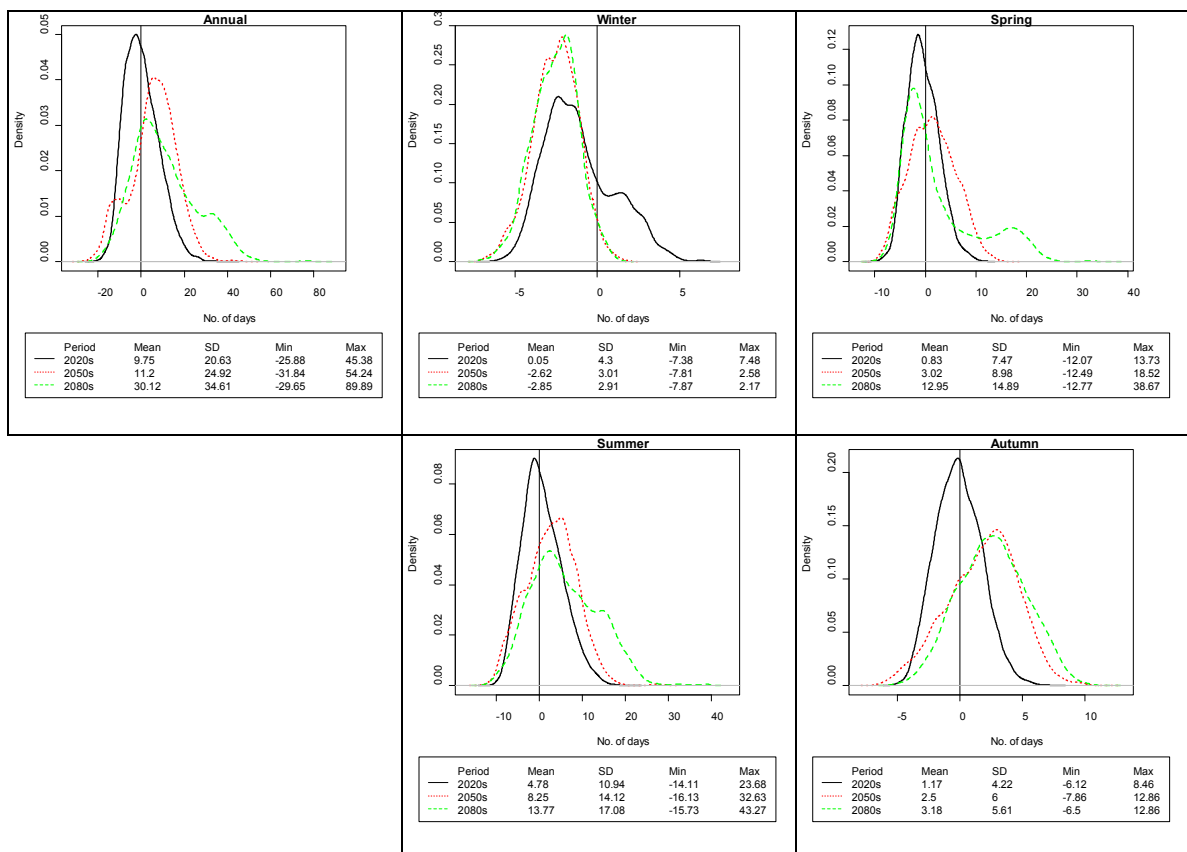 Annual
Density
0.00 0.01 0.02 0.03 0.04 0.05
-20 0 20 40 60 80
No. of days
Period Mean SD Min Max
2020s 9.75 20.63 -25.88 45.38
2050s 11.2 24.92 -31.84 54.24
2080s 30.12 34.61 -29.65 89.89
Winter
Density
0.00 0.05 0.10 0.15 0.20 0.25 0.3
-5 0 5
No. of days
Period Mean SD Min Max
2020s 0.05 4.3 -7.38 7.48
2050s -2.62 3.01 -7.81 2.58
2080s -2.85 2.91 -7.87 2.17
Spring
Density
0.00 0.02 0.04 0.06 0.08 0.10 0.12
-10 0 10 20 30 40
No. of days
Period Mean SD Min Max
2020s 0.83 7.47 -12.07 13.73
2050s 3.02 8.98 -12.49 18.52
2080s 12.95 14.89 -12.77 38.67
Summer
Density
0.00 0.02 0.04 0.06 0.08
-10 0 10 20 30 40
No. of days
Period Mean SD Min Max
2020s 4.78 10.94 -14.11 23.68
2050s 8.25 14.12 -16.13 32.63
2080s 13.77 17.08 -15.73 43.27
Autumn
Density
0.00 0.05 0.10 0.15 0.20
-5 0 5 10
No. of days
Period Mean SD Min Max
2020s 1.17 4.22 -6.12 8.46
2050s 2.5 6 -7.86 12.86
2080s 3.18 5.61 -6.5 12.86